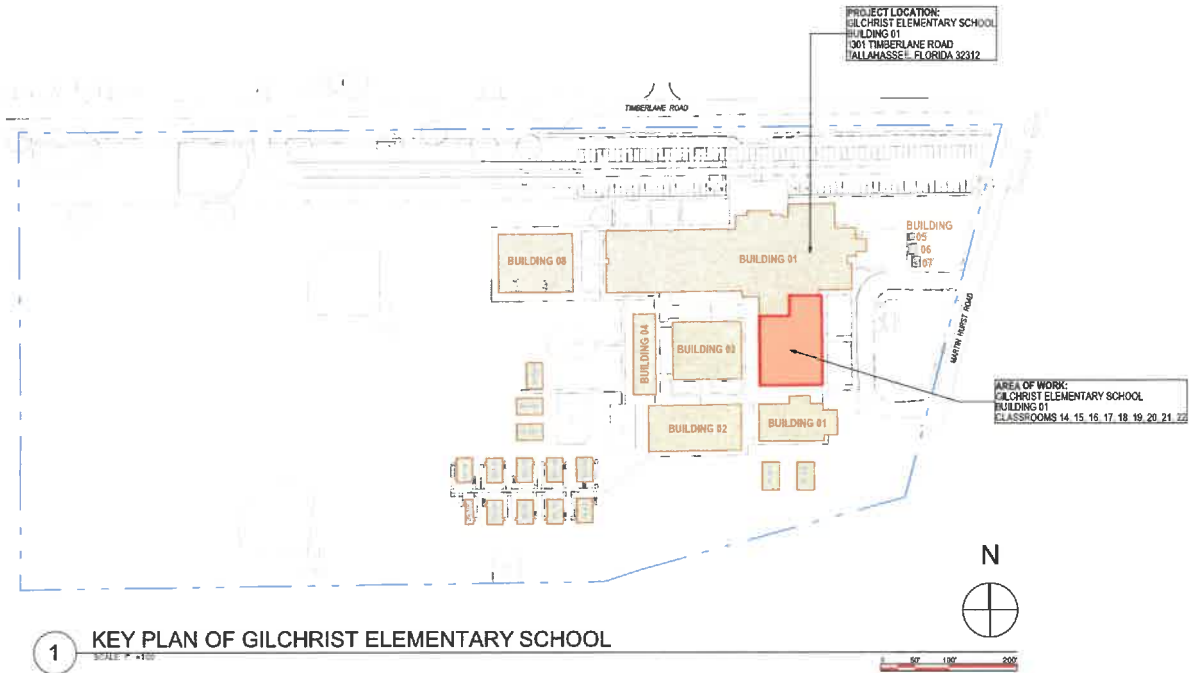 PROJECT LOCATION:
GILCHRIST ELEMENTARY SCHOOL
BUILDING 01
1301 TIMBERLANE ROAD
TALLAHASSEE, FLORIDA 32312
TIMBERLANE ROAD
BUILDING
05
06
07
BUILDING 08
BUILDING 01
MARTIN HURST ROAD
BUILDING 04
BUILDING 03
AREA OF WORK:
GILCHRIST ELEMENTARY SCHOOL
BUILDING 01
CLASSROOMS 14, 15, 16, 17, 18, 19, 20, 21, 22
BUILDING 02
BUILDING 01
N
1
KEY PLAN OF GILCHRIST ELEMENTARY SCHOOL
SCALE
50' 100' 200'